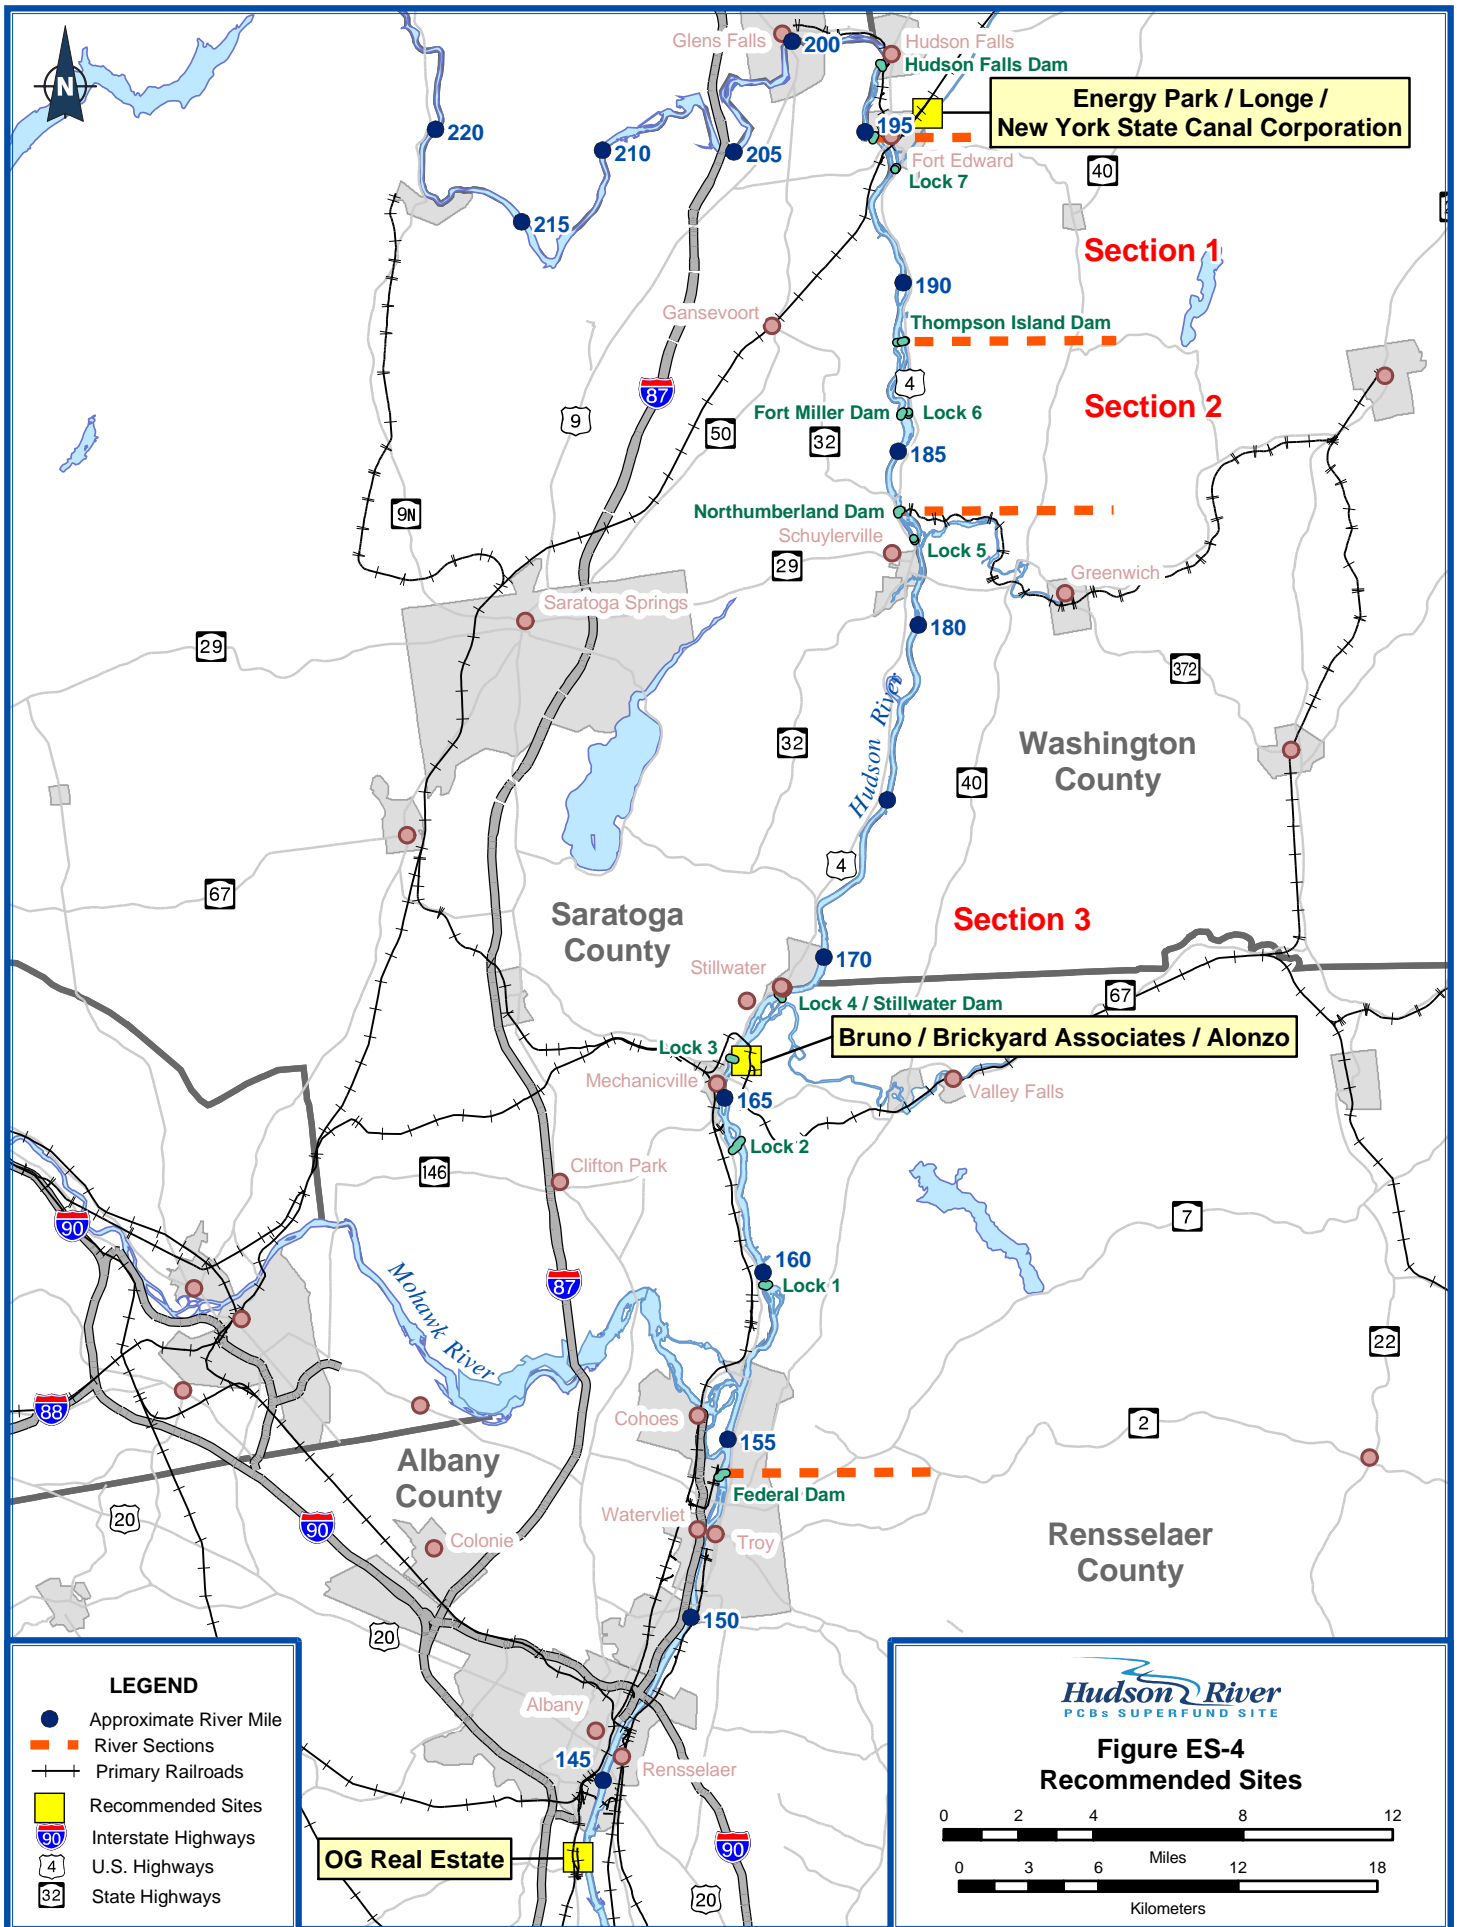 N
Glens Falls
200
Hudson Falls
Hudson Falls Dam
Energy Park / Longe /
New York State Canal Corporation
220
210
205
195
Fort Edward
Lock 7
40
215
Section 1
190
Gansevoort
Thompson Island Dam
87
4
9
50
32
Fort Miller Dam
Lock 6
Section 2
185
9N
Northumberland Dam
Schuylerville
Lock 5
29
Greenwich
Saratoga Springs
180
29
372
Hudson River
32
Washington
County
40
4
67
Saratoga
County
Section 3
170
Stillwater
67
Lock 4 / Stillwater Dam
Bruno / Brickyard Associates / Alonzo
Lock 3
Mechanicville
165
Valley Falls
Lock 2
146
Clifton Park
90
7
Mohawk River
87
160
Lock 1
22
88
Cohoes
155
2
Albany
County
Federal Dam
20
90
Watervliet
Troy
Colonie
Rensselaer
County
150
20
Albany
145
Rensselaer
OG Real Estate
90
20
LEGEND
Approximate River Mile
River Sections
Primary Railroads
Recommended Sites
90 Interstate Highways
4 U.S. Highways
32 State Highways
Hudson River
PCBs SUPERFUND SITE
Figure ES-4
Recommended Sites
0 2 4 8 12
Miles
0 3 6 12 18
Kilometers